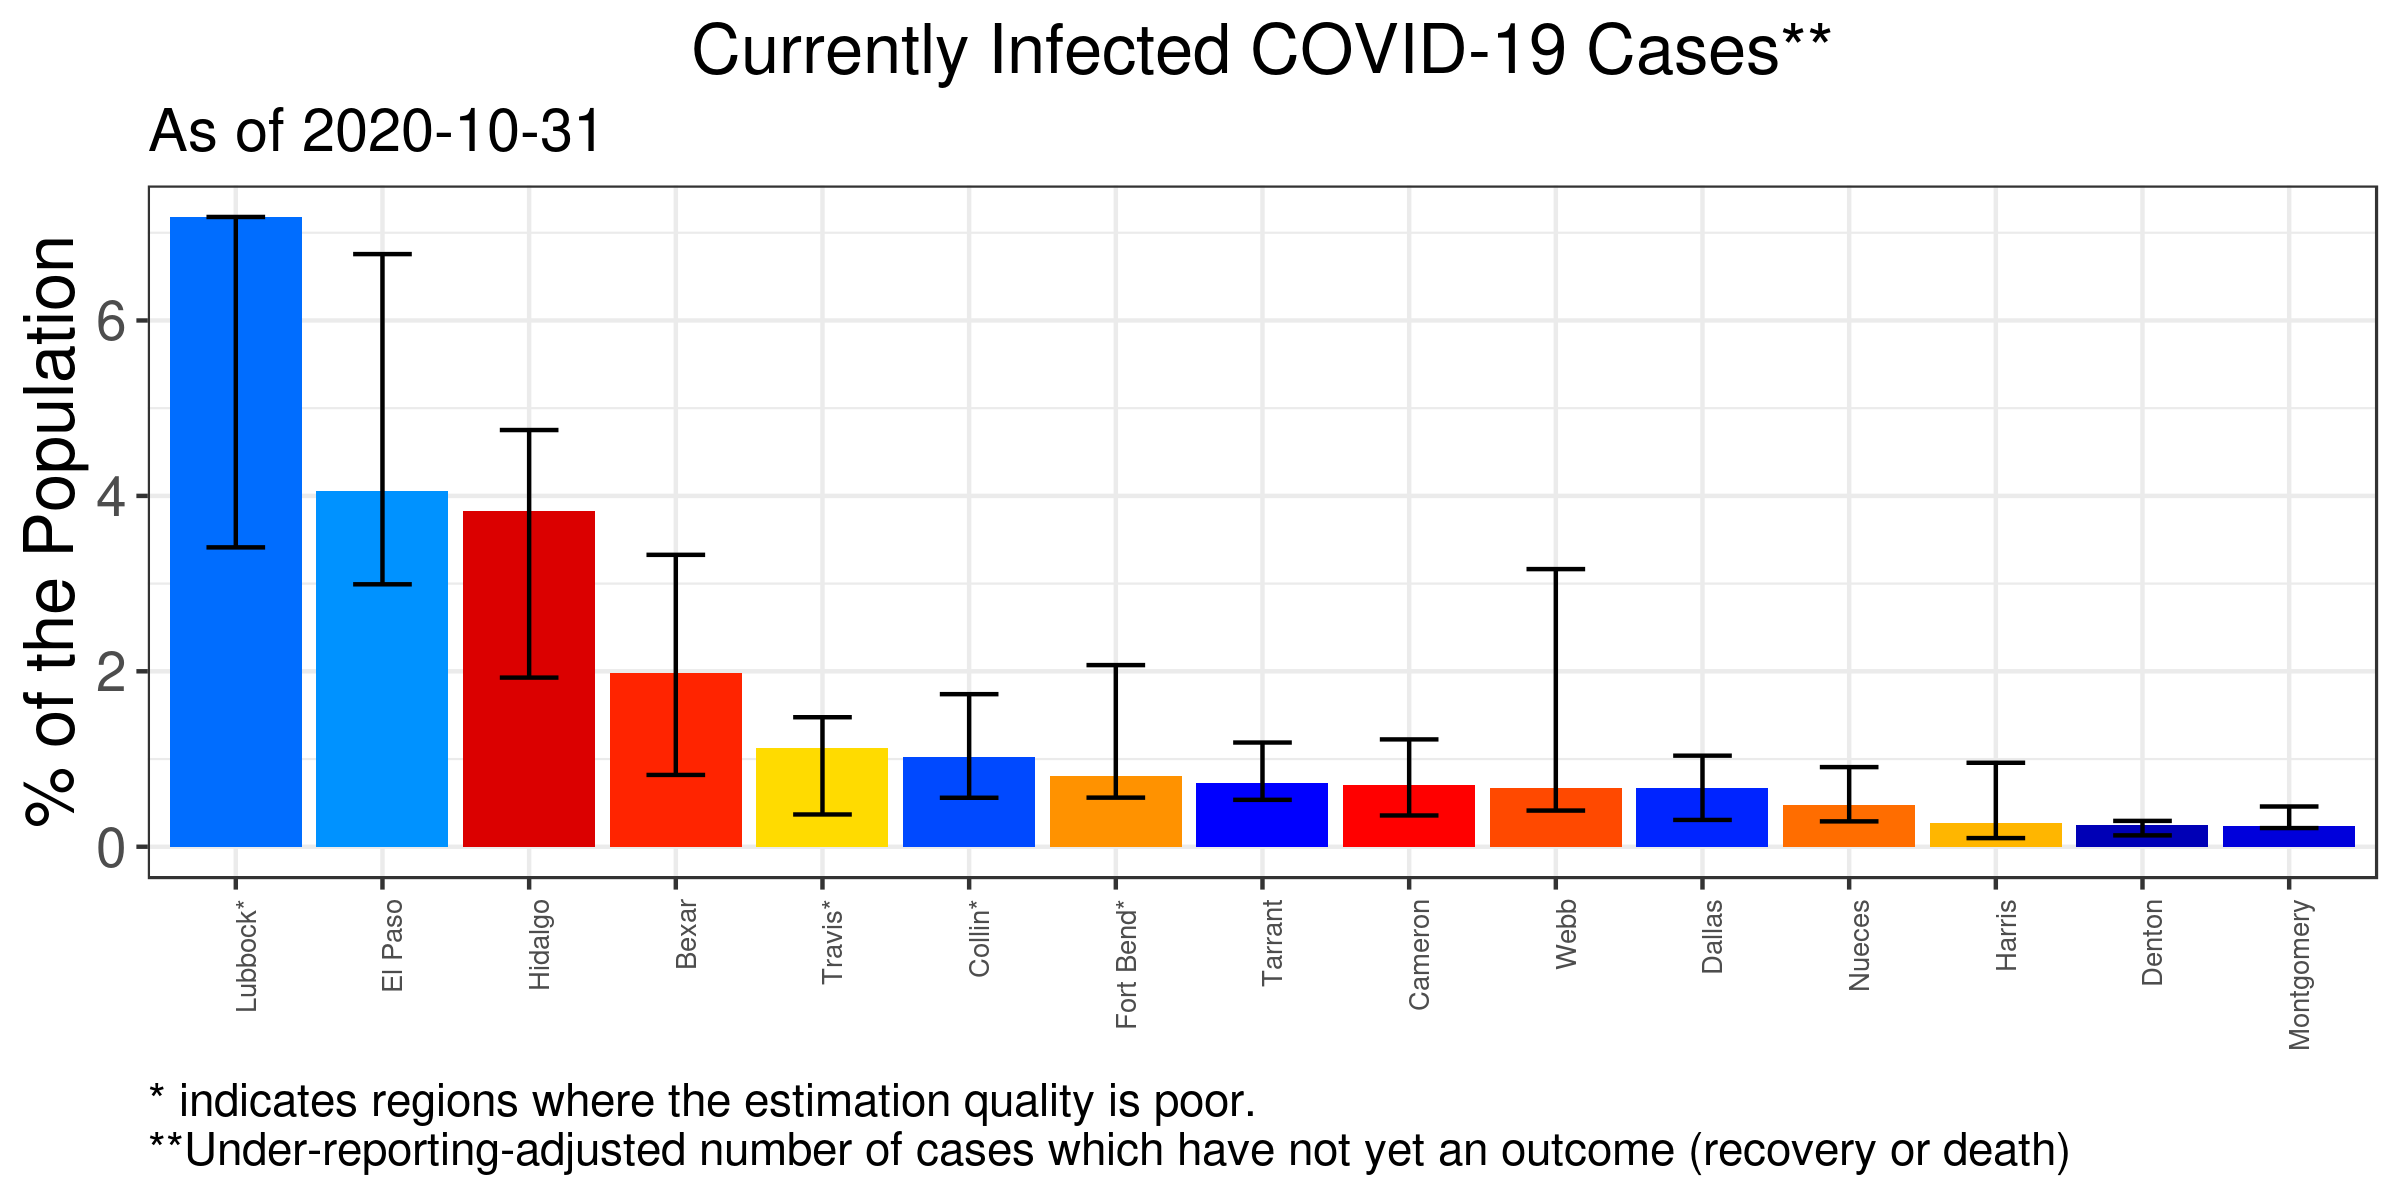 Currently Infected COVID-19 Cases**
As of 2020-10-31
% of the Population
6
4
2
0
Lubbock*
El Paso
Hidalgo
Bexar
Travis*
Collin*
Fort Bend*
Tarrant
Cameron
Webb
Dallas
Nueces
Harris
Denton
Montgomery
* indicates regions where the estimation quality is poor.
**Under-reporting-adjusted number of cases which have not yet an outcome (recovery or death)